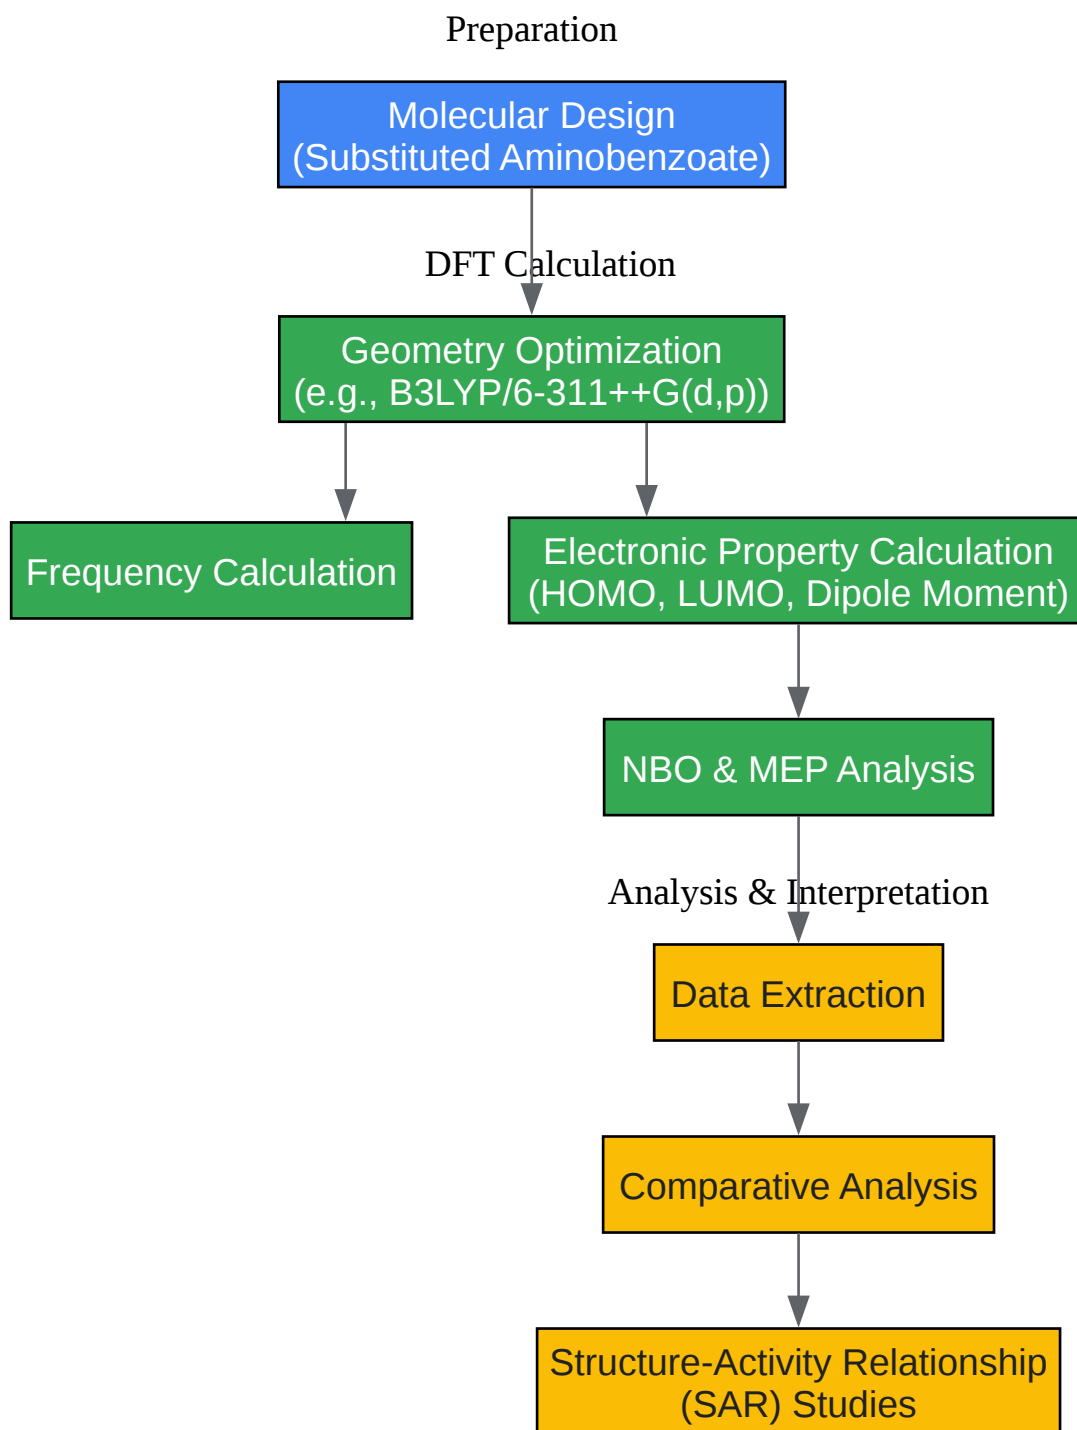 Preparation
Molecular Design
(Substituted Aminobenzoate)
DFT Calculation
Geometry Optimization
(e.g., B3LYP/6-311++G(d,p))
Frequency Calculation
Electronic Property Calculation
(HOMO, LUMO, Dipole Moment)
NBO & MEP Analysis
Analysis & Interpretation
Data Extraction
Comparative Analysis
Structure-Activity Relationship
(SAR) Studies